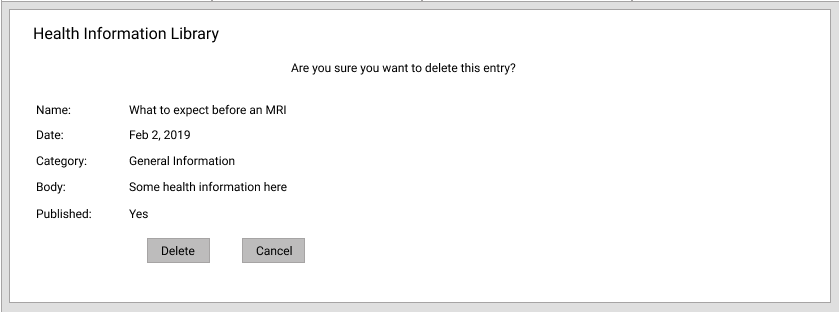 Health Information Library
Are you sure you want to delete this entry?
Name: What to expect before an MRI
Date: Feb 2, 2019
Category: General Information
Body: Some health information here
Published: Yes
Delete Cancel